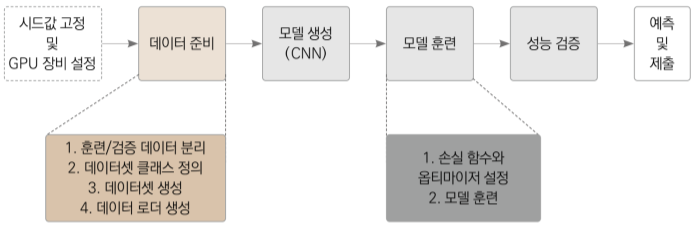 시드값 고정
및
GPU 장비 설정
데이터 준비
모델 생성
(CNN)
모델 훈련
성능 검증
예측
및
제출
1. 훈련/검증 데이터 분리
2. 데이터셋 클래스 정의
3. 데이터셋 생성
4. 데이터 로더 생성
1. 손실 함수와
옵티마이저 설정
2. 모델 훈련